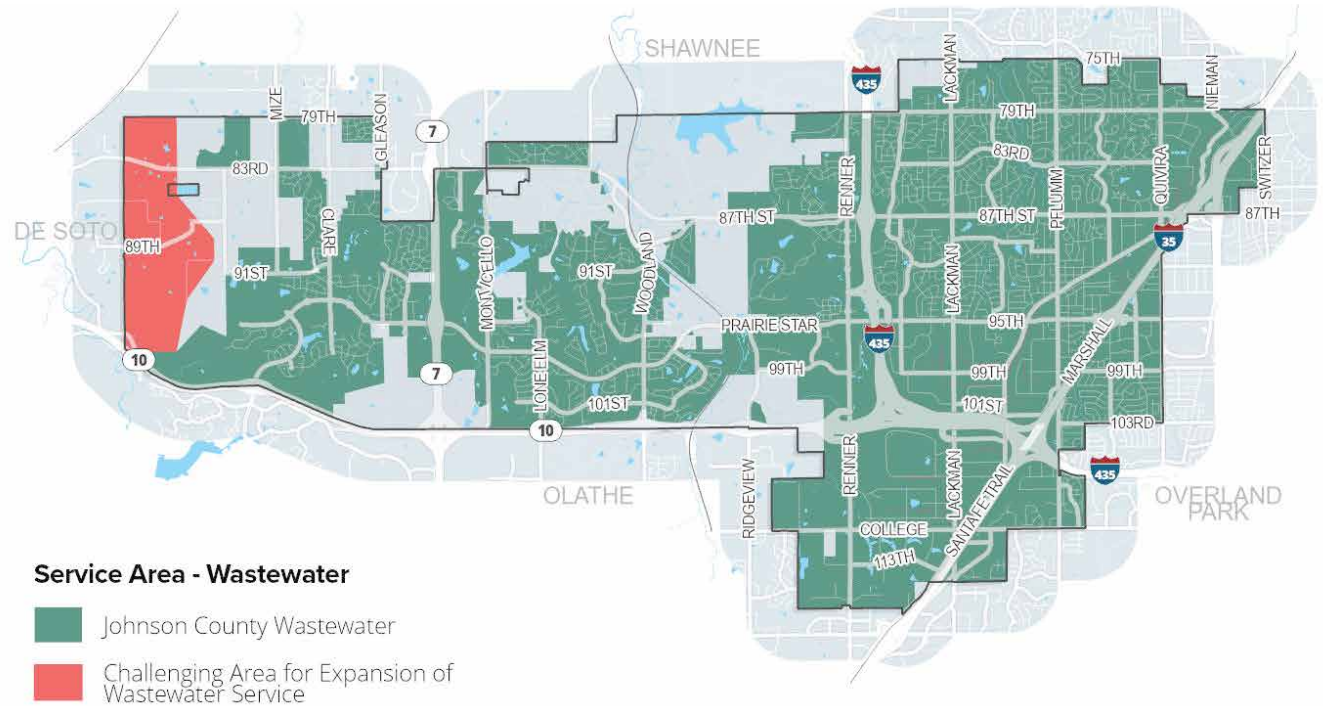 SHAWNEE
75TH
435
LACKMAN
NIEMAN
MIZE
79TH
GLEASON
7
79TH
83RD
83RD
RENNER
PFLUMM
QUIVIRA
SWITZER
CLARE
87TH ST
87TH ST
87TH
DE SOTO
89TH
MONTICELLO
WOODLAND
35
91ST
91ST
LACKMAN
PRAIRIE STAR
95TH
435
MARSHALL
10
7
99TH
99TH
99TH
LONE ELM
101ST
101ST
10
103RD
RENNER
LACKMAN
SANTA FE TRAIL
435
OLATHE
RIDGEVIEW
OVERLAND
PARK
COLLEGE
113TH
Service Area - Wastewater
Johnson County Wastewater
Challenging Area for Expansion of
Wastewater Service